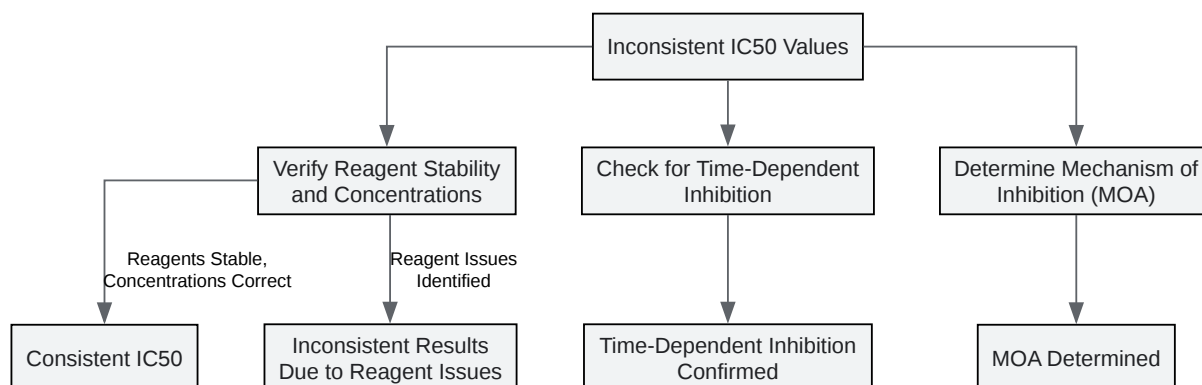 Inconsistent IC50 Values
Verify Reagent Stability
and Concentrations
Check for Time-Dependent
Inhibition
Determine Mechanism of
Inhibition (MOA)
Reagents Stable,
Concentrations Correct
Reagent Issues
Identified
Consistent IC50
Inconsistent Results
Due to Reagent Issues
Time-Dependent Inhibition
Confirmed
MOA Determined